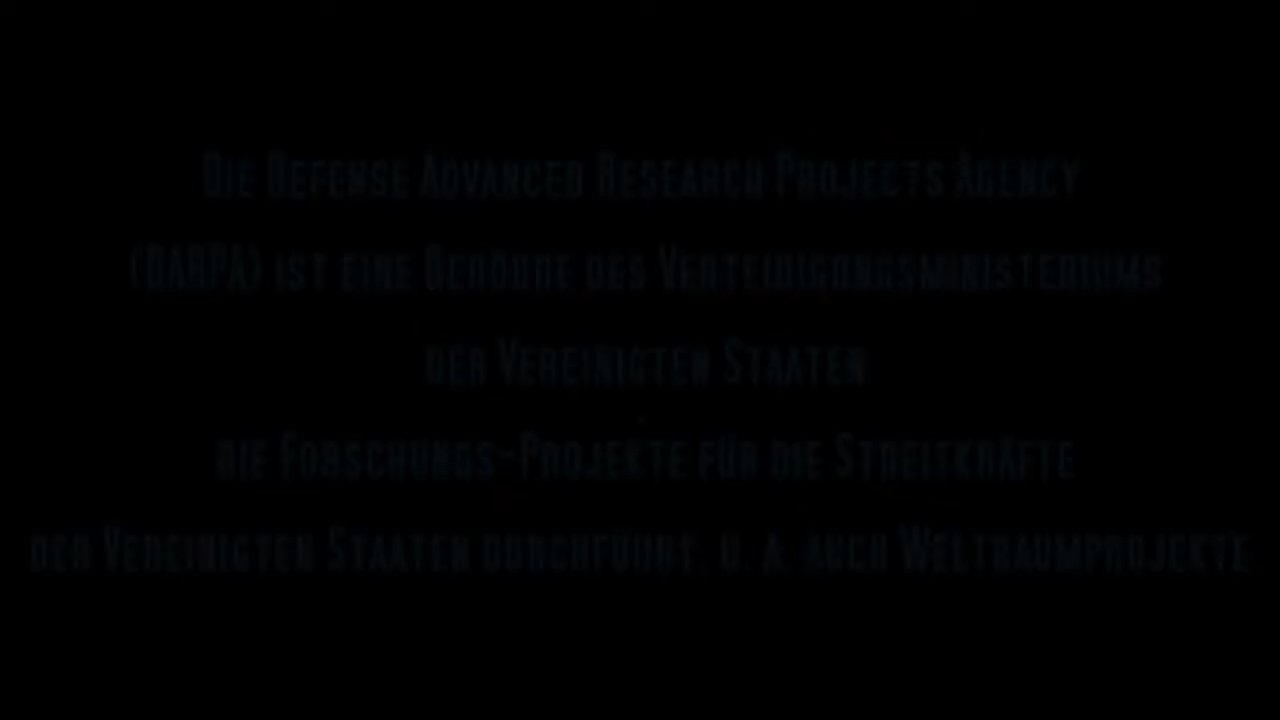 Die Defense Advanced Research Projects Agency
(DARPA) ist eine Behörde des Verteidigungsministeriums
der Vereinigten Staaten
die Forschungs-Projekte für die Streitkräfte
der Vereinigten Staaten durchführt, u. a. auch Weltraumprojekte.